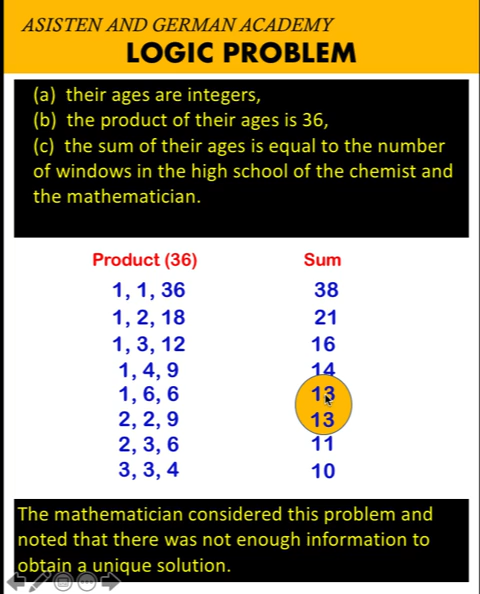 ASISTEN AND GERMAN ACADEMY
LOGIC PROBLEM
(a) their ages are integers,
(b) the product of their ages is 36,
(c) the sum of their ages is equal to the number
of windows in the high school of the chemist and
the mathematician.
Product (36) Sum
1, 1, 36 38
1, 2, 18 21
1, 3, 12 16
1, 4, 9 14
1, 6, 6 13
2, 2, 9 13
2, 3, 6 11
3, 3, 4 10
The mathematician considered this problem and
noted that there was not enough information to
obtain a unique solution.